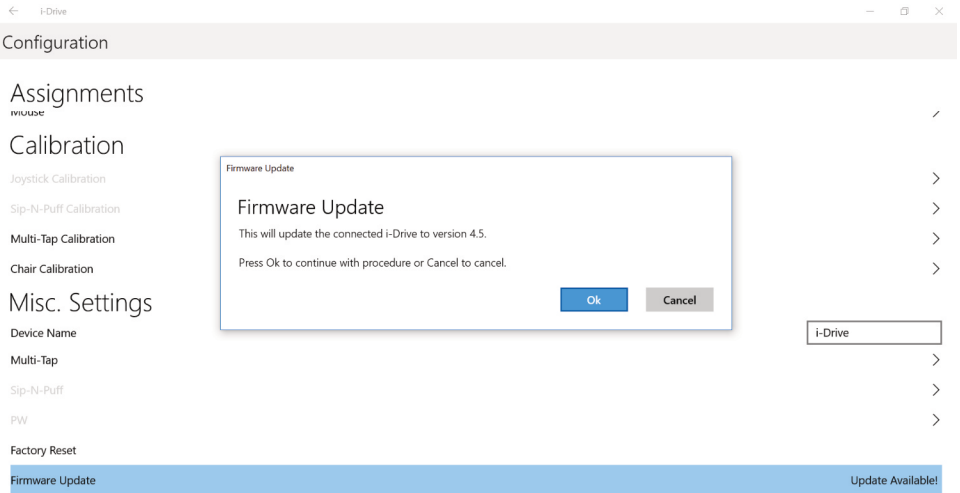 i-Drive
Configuration
Assignments
Mouse
Calibration
Joystick Calibration
Sip-N-Puff Calibration
Multi-Tap Calibration
Chair Calibration
Firmware Update
Firmware Update
This will update the connected i-Drive to version 4.5.
Press Ok to continue with procedure or Cancel to cancel.
Ok Cancel
Misc. Settings
Device Name i-Drive
Multi-Tap
Sip-N-Puff
PW
Factory Reset
Firmware Update Update Available!